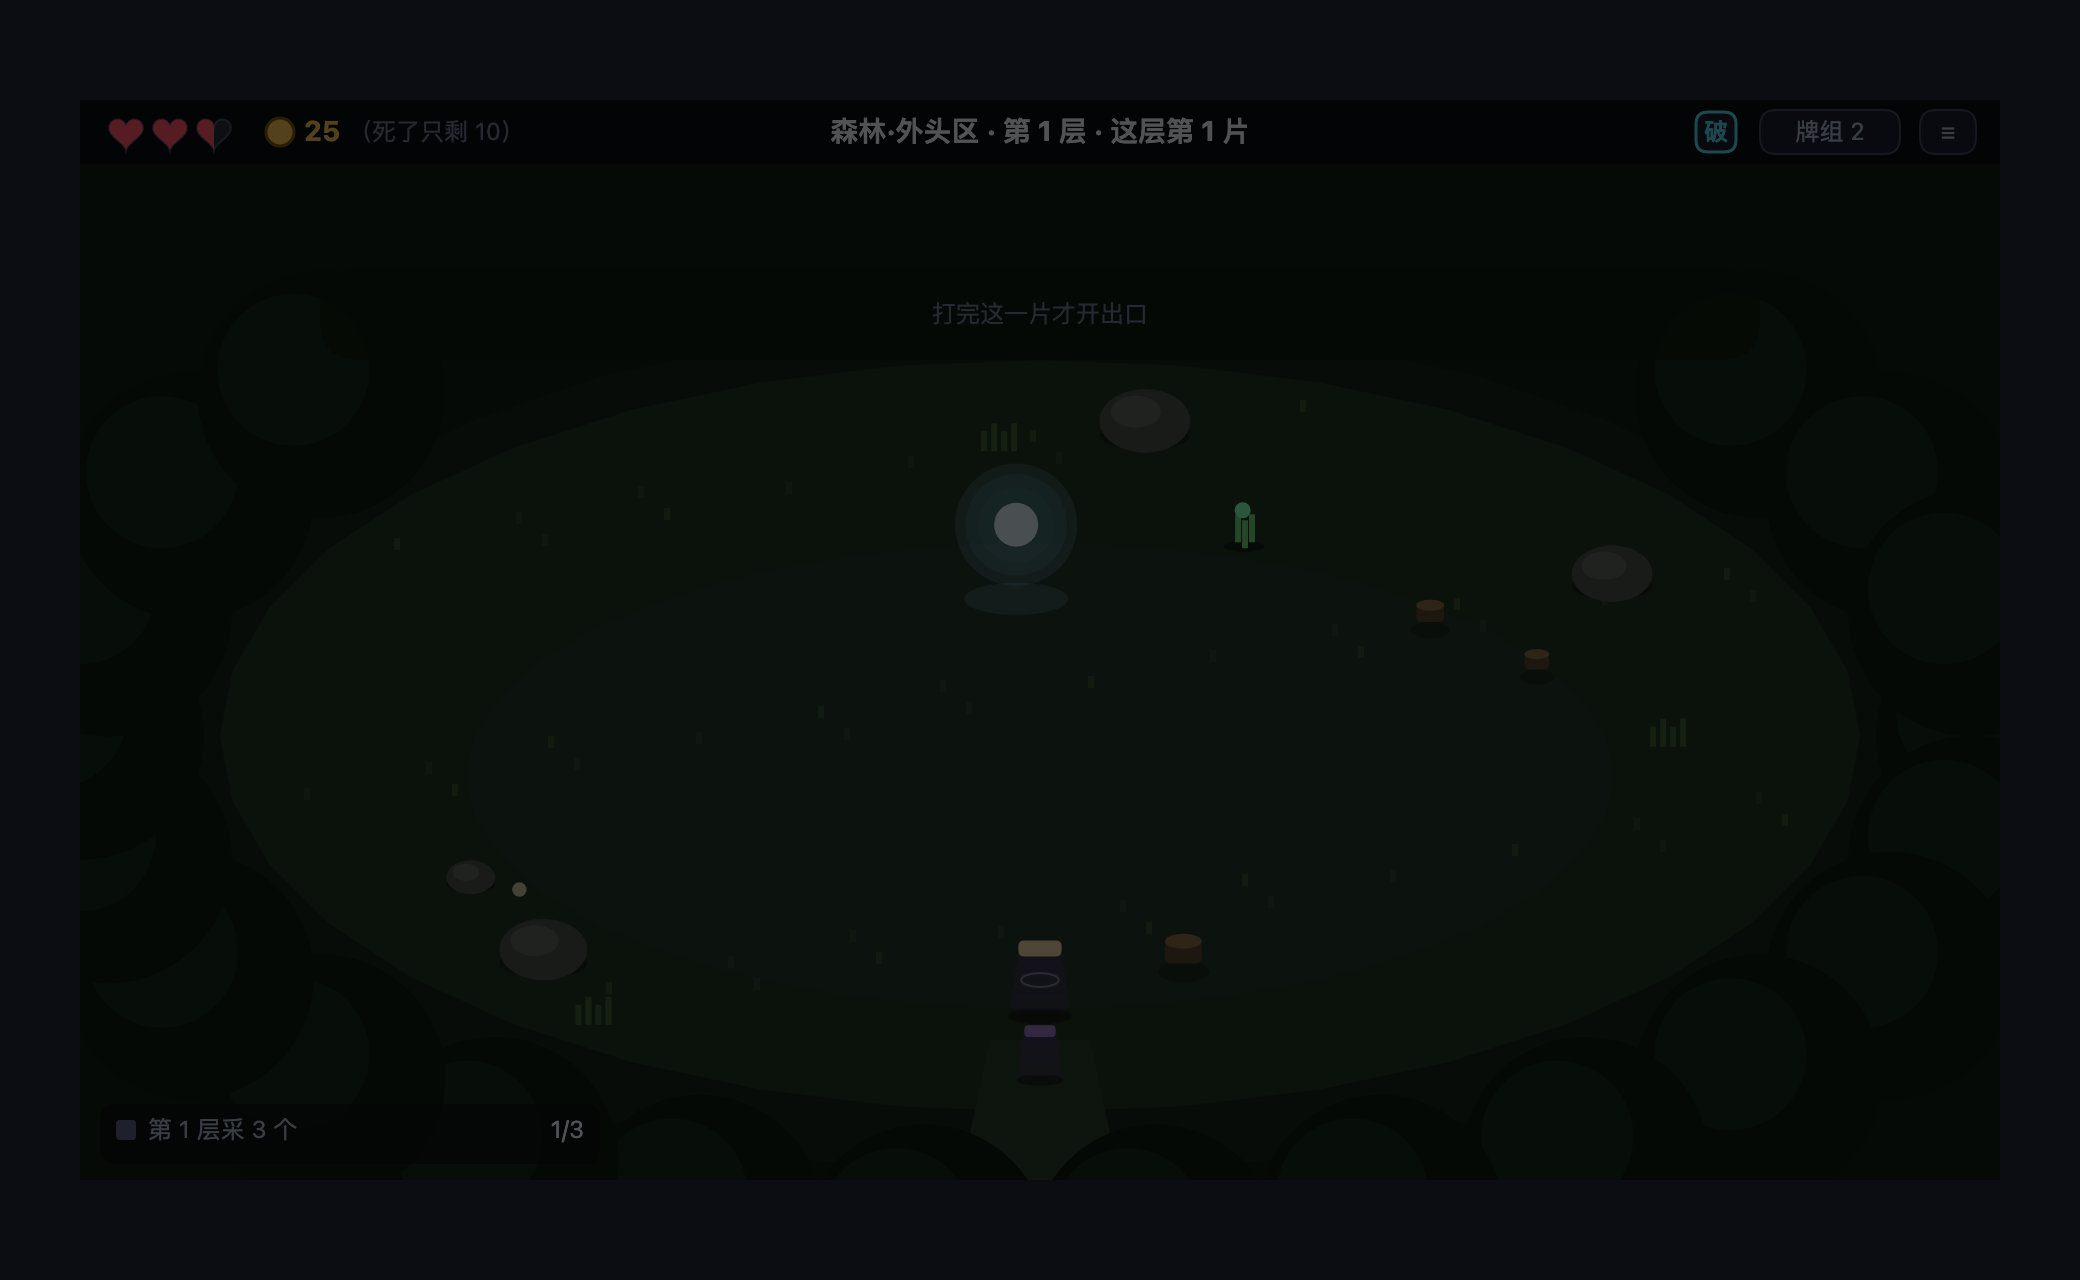 25 （死了只剩 10） 森林·外头区 · 第 1 层 · 这层第 1 片 破 牌组 2 ≡
打完这一片才开出口
第 1 层采 3 个 1/3